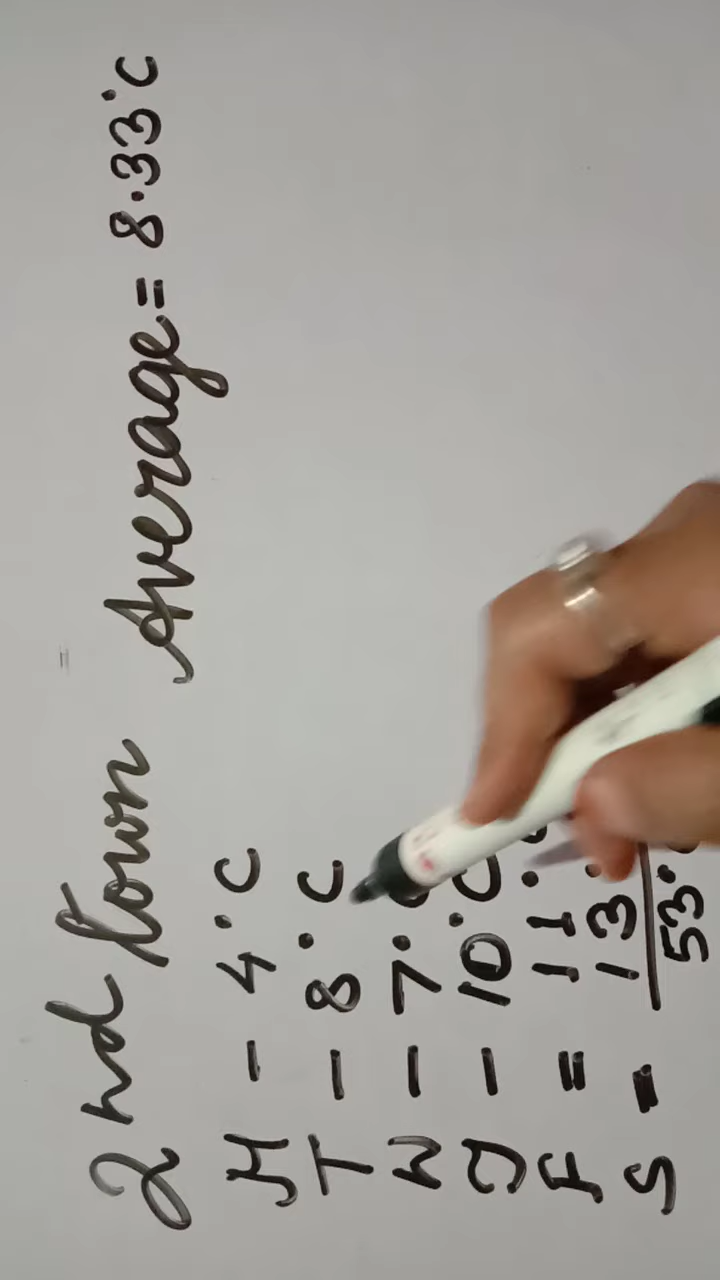 2nd Town Average = 8.33°C
M - 4°C
T - 8°C
W - 7°C
J - 10°C
F = 11°C
S = 13°
53°